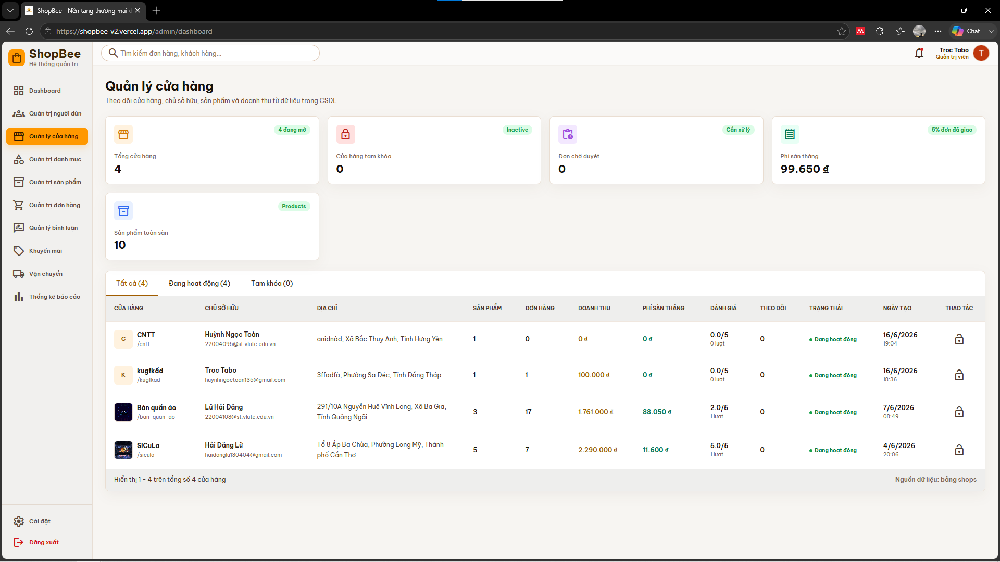 ShopBee - Nền tảng thương mại đ
https://shopbee-v2.vercel.app/admin/dashboard
Chat
ShopBee
Hệ thống quản trị
Tìm kiếm đơn hàng, khách hàng...
Troc Tabo
Quản trị viên
T
Dashboard
Quản trị người dùn
Quản lý cửa hàng
Quản trị danh mục
Quản trị sản phẩm
Quản trị đơn hàng
Quản lý bình luận
Khuyến mãi
Vận chuyển
Thống kê báo cáo
Cài đặt
Đăng xuất
Quản lý cửa hàng
Theo dõi cửa hàng, chủ sở hữu, sản phẩm và doanh thu từ dữ liệu trong CSDL.
4 đang mở
Tổng cửa hàng
4
Inactive
Cửa hàng tạm khóa
0
Cần xử lý
Đơn chờ duyệt
0
5% đơn đã giao
Phí sàn tháng
99.650 đ
Products
Sản phẩm toàn sàn
10
Tất cả (4) Đang hoạt động (4) Tạm khóa (0)
CỬA HÀNG CHỦ SỞ HỮU ĐỊA CHỈ SẢN PHẨM ĐƠN HÀNG DOANH THU PHÍ SÀN THÁNG ĐÁNH GIÁ THEO DÕI TRẠNG THÁI NGÀY TẠO THAO TÁC
C CNTT Huỳnh Ngọc Toàn anidnâd, Xã Bắc Thụy Anh, Tỉnh Hưng Yên 1 0 0 đ 0 đ 0.0/5 0 Đang hoạt động 16/6/2026
/cntt 22004095@st.vlute.edu.vn 0 lượt 19:04
K kugfkấd Troc Tabo 3ffadfà, Phường Sa Đéc, Tỉnh Đồng Tháp 1 1 100.000 đ 0 đ 0.0/5 0 Đang hoạt động 16/6/2026
/kugfkad huynhngoctoan135@gmail.com 0 lượt 18:36
Bán quần áo Lữ Hải Đăng 291/10A Nguyễn Huệ Vĩnh Long, Xã Ba Gia, 3 17 1.761.000 đ 88.050 đ 2.0/5 0 Đang hoạt động 7/6/2026
/ban-quan-ao 22004108@st.vlute.edu.vn Tỉnh Quảng Ngãi 1 lượt 08:49
SiCuLa Hải Đăng Lữ Tổ 8 Áp Ba Chùa, Phường Long Mỹ, Thành 5 7 2.290.000 đ 11.600 đ 5.0/5 0 Đang hoạt động 4/6/2026
/sicula haidanglu130404@gmail.com phố Cần Thơ 1 lượt 20:06
Hiển thị 1 - 4 trên tổng số 4 cửa hàng
Nguồn dữ liệu: bảng shops